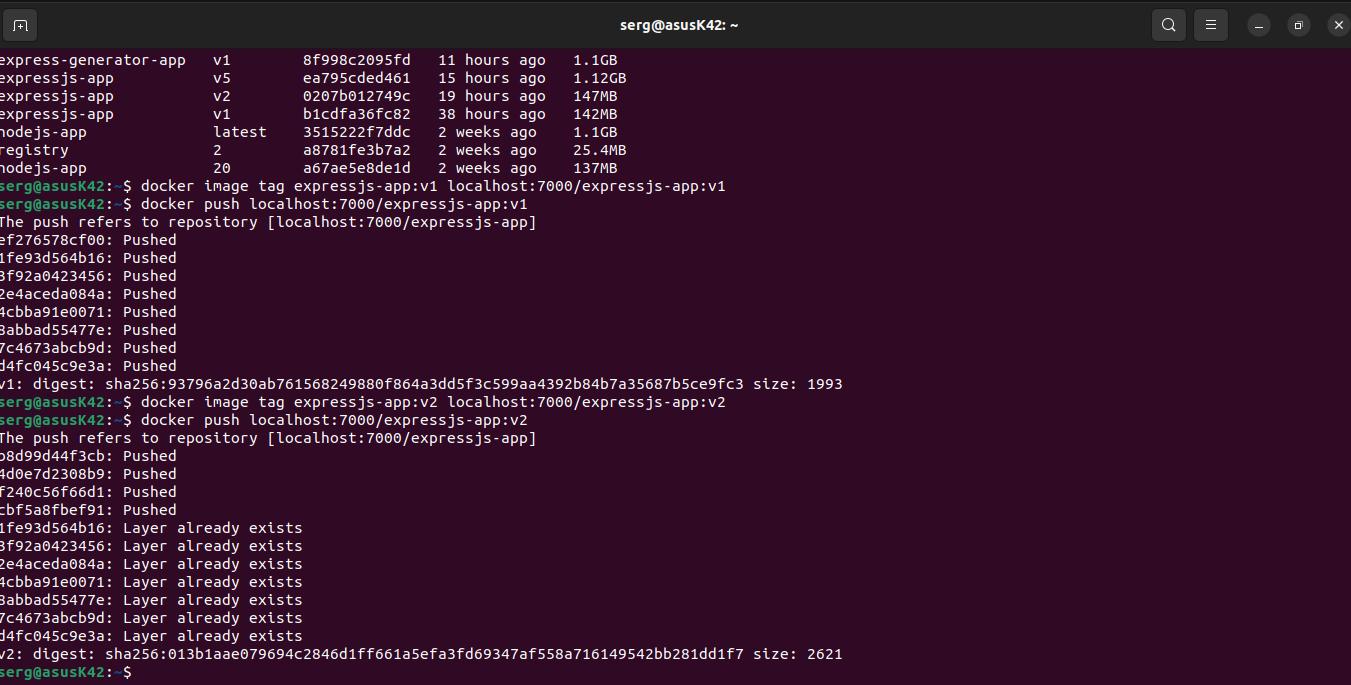 serg@asusK42: ~
express-generator-app   v1        8f998c2095fd   11 hours ago   1.1GB
expressjs-app           v5        ea795cded461   15 hours ago   1.12GB
expressjs-app           v2        0207b012749c   19 hours ago   147MB
expressjs-app           v1        b1cdfa36fc82   38 hours ago   142MB
nodejs-app              latest    3515222f7ddc   2 weeks ago    1.1GB
registry                2         a8781fe3b7a2   2 weeks ago    25.4MB
nodejs-app              20        a67ae5e8de1d   2 weeks ago    137MB
serg@asusK42:~$ docker image tag expressjs-app:v1 localhost:7000/expressjs-app:v1
serg@asusK42:~$ docker push localhost:7000/expressjs-app:v1
The push refers to repository [localhost:7000/expressjs-app]
ef276578cf00: Pushed
1fe93d564b16: Pushed
3f92a0423456: Pushed
2e4aceda084a: Pushed
4cbba91e0071: Pushed
8abbad55477e: Pushed
7c4673abcb9d: Pushed
d4fc045c9e3a: Pushed
v1: digest: sha256:93796a2d30ab761568249880f864a3dd5f3c599aa4392b84b7a35687b5ce9fc3 size: 1993
serg@asusK42:~$ docker image tag expressjs-app:v2 localhost:7000/expressjs-app:v2
serg@asusK42:~$ docker push localhost:7000/expressjs-app:v2
The push refers to repository [localhost:7000/expressjs-app]
b8d99d44f3cb: Pushed
4d0e7d2308b9: Pushed
f240c56f66d1: Pushed
cbf5a8fbef91: Pushed
1fe93d564b16: Layer already exists
3f92a0423456: Layer already exists
2e4aceda084a: Layer already exists
4cbba91e0071: Layer already exists
8abbad55477e: Layer already exists
7c4673abcb9d: Layer already exists
d4fc045c9e3a: Layer already exists
v2: digest: sha256:013b1aae079694c2846d1ff661a5efa3fd69347af558a716149542bb281dd1f7 size: 2621
serg@asusK42:~$